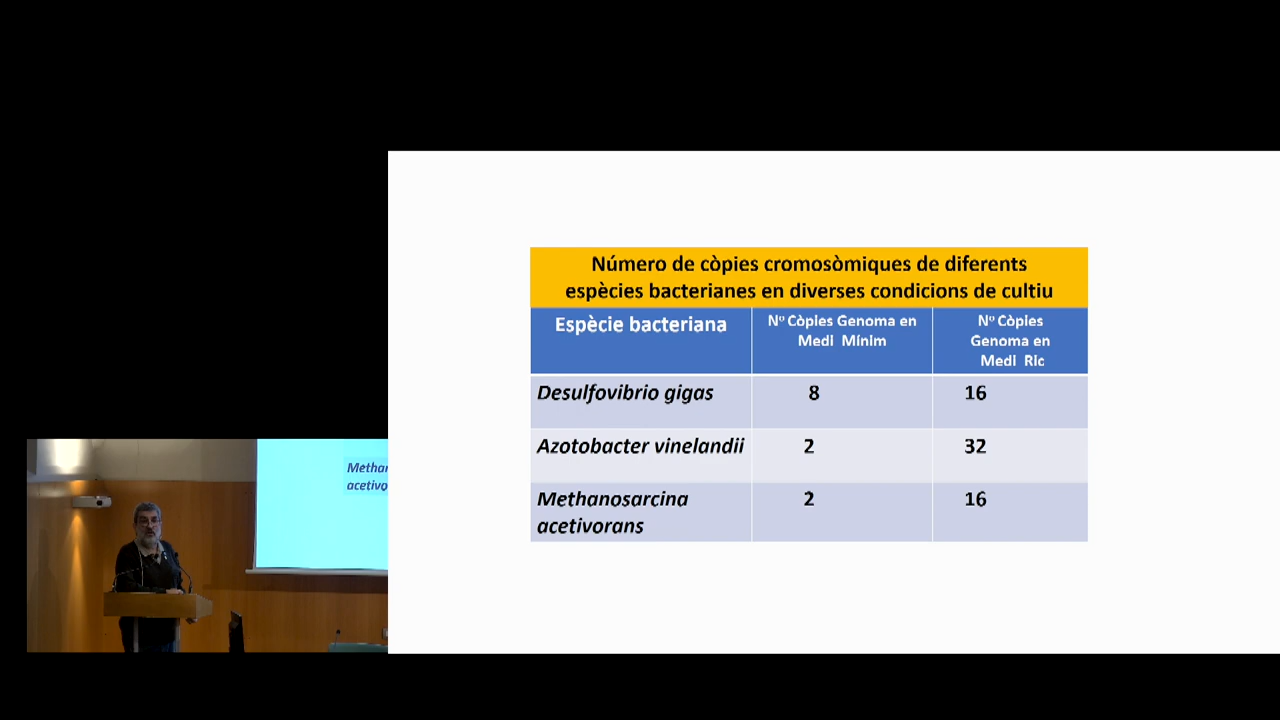 Número de còpies cromosòmiques de diferents
espècies bacterianes en diverses condicions de cultiu
Espècie bacteriana
Nº Còpies Genoma en
Medi Mínim
Nº Còpies
Genoma en
Medi Ric
Desulfovibrio gigas 8 16
Azotobacter vinelandii 2 32
Methanosarcina 2 16
acetivorans
Methan
acetivo